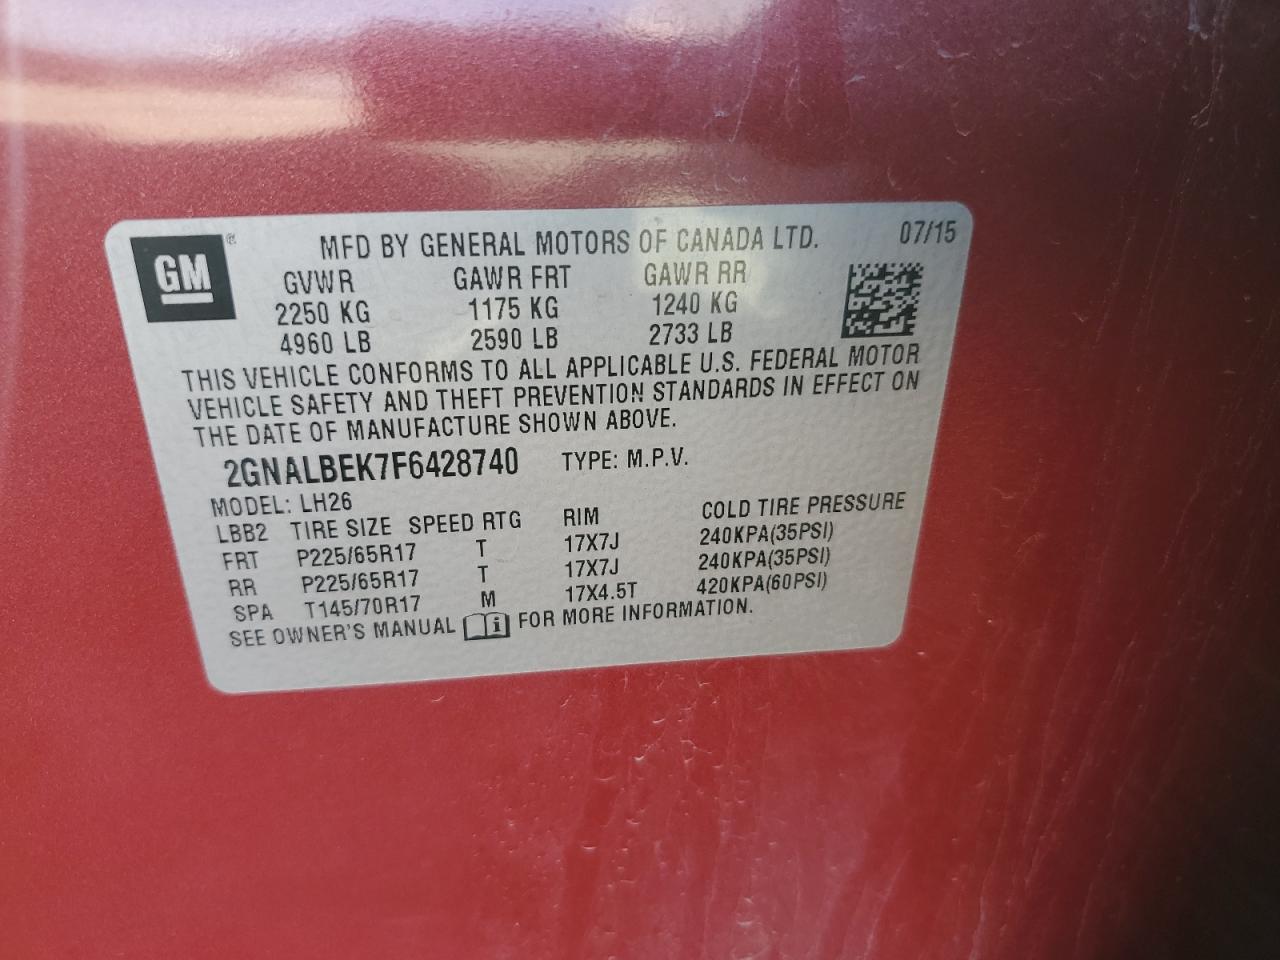 GM ®
MFD BY GENERAL MOTORS OF CANADA LTD. 07/15
GVWR GAWR FRT GAWR RR
2250 KG 1175 KG 1240 KG
4960 LB 2590 LB 2733 LB
THIS VEHICLE CONFORMS TO ALL APPLICABLE U.S. FEDERAL MOTOR
VEHICLE SAFETY AND THEFT PREVENTION STANDARDS IN EFFECT ON
THE DATE OF MANUFACTURE SHOWN ABOVE.
2GNALBEK7F6428740 TYPE: M.P.V.
MODEL: LH26
LBB2 TIRE SIZE SPEED RTG RIM COLD TIRE PRESSURE
FRT P225/65R17 T 17X7J 240KPA(35PSI)
RR P225/65R17 T 17X7J 240KPA(35PSI)
SPA T145/70R17 M 17X4.5T 420KPA(60PSI)
SEE OWNER'S MANUAL i FOR MORE INFORMATION.